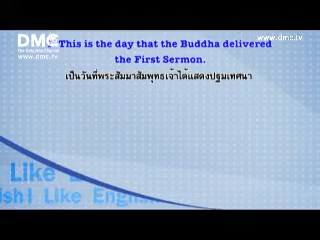 DMC
The Dhamma Channel
www.dmc.tv
www.dmc.tv
This is the day that the Buddha delivered
the First Sermon.
เป็นวันที่พระสัมมาสัมพุทธเจ้าได้แสดงปฐมเทศนา
Like
ish I Like English